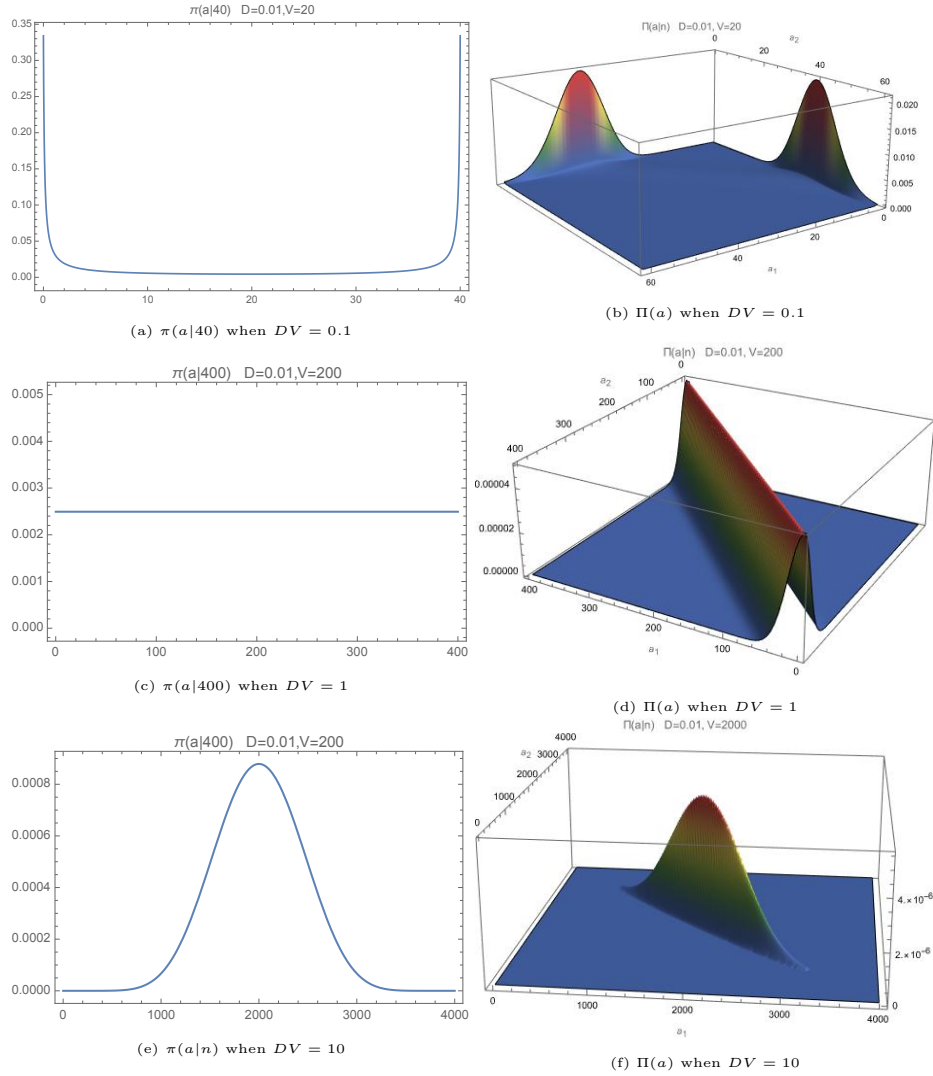 π(a|40) D=0.01,V=20
0.35
0.30
0.25
0.20
0.15
0.10
0.05
0.00
0 10 20 30 40
(a) π(a|40) when DV = 0.1
Π(a|n) D=0.01, V=20
0
20
a₂
40
60
0.020
0.015
0.010
0.005
0.000
60
40
20
0
a₁
(b) Π(a) when DV = 0.1
π(a|400) D=0.01,V=200
0.005
0.004
0.003
0.002
0.001
0.000
0 100 200 300 400
(c) π(a|400) when DV = 1
Π(a|n) D=0.01, V=200
0
100
a₂
200
300
400
0.00004
0.00002
0.00000
400
300
200
100
0
a₁
(d) Π(a) when DV = 1
π(a|400) D=0.01,V=200
0.0008
0.0006
0.0004
0.0002
0.0000
0 1000 2000 3000 4000
(e) π(a|n) when DV = 10
Π(a|n) D=0.01, V=2000
4000
a₂ 3000
2000
1000
0
4.×10⁻⁶
2.×10⁻⁶
0
0 1000 2000 3000 4000
a₁
(f) Π(a) when DV = 10